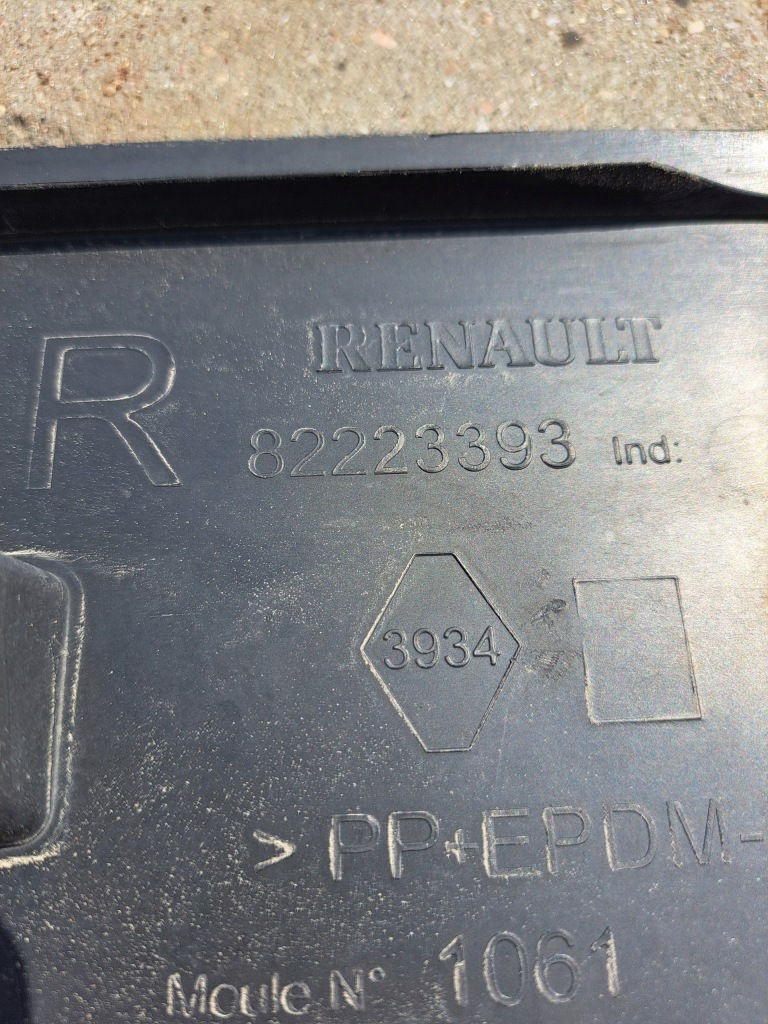 R
RENAULT
82223393 Ind:
3934
> PP+EPDM-
Moule N° 1061